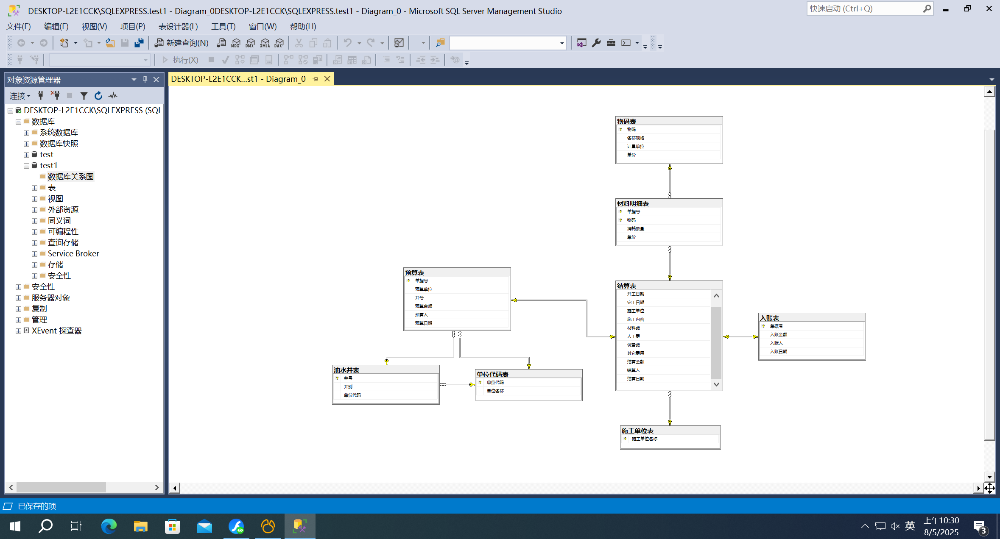 DESKTOP-L2E1CCK\SQLEXPRESS.test1 - Diagram_0DESKTOP-L2E1CCK\SQLEXPRESS.test1 - Diagram_0 - Microsoft SQL Server Management Studio
快速启动 (Ctrl+Q)
文件(F) 编辑(E) 视图(V) 项目(P) 表设计器(L) 工具(T) 窗口(W) 帮助(H)
新建查询(N) MDX DMX XMLA DAX
执行(X)
对象资源管理器
连接
DESKTOP-L2E1CCK\SQLEXPRESS (SQL
数据库
系统数据库
数据库快照
test
test1
数据库关系图
表
视图
外部资源
同义词
可编程性
查询存储
Service Broker
存储
安全性
安全性
服务器对象
复制
管理
XEvent 探查器
DESKTOP-L2E1CCK...st1 - Diagram_0
物码表
物码
名称规格
计量单位
单价
材料明细表
单据号
物码
消耗数量
单价
预算表
单据号
预算单位
井号
预算金额
预算人
预算日期
结算表
开工日期
完工日期
施工单位
施工内容
材料费
人工费
设备费
其它费用
结算金额
结算人
结算日期
入账表
单据号
入账金额
入账人
入账日期
油水井表
井号
井别
单位代码
单位代码表
单位代码
单位名称
施工单位表
施工单位名称
已保存的项
英
上午10:30
8/5/2025
3